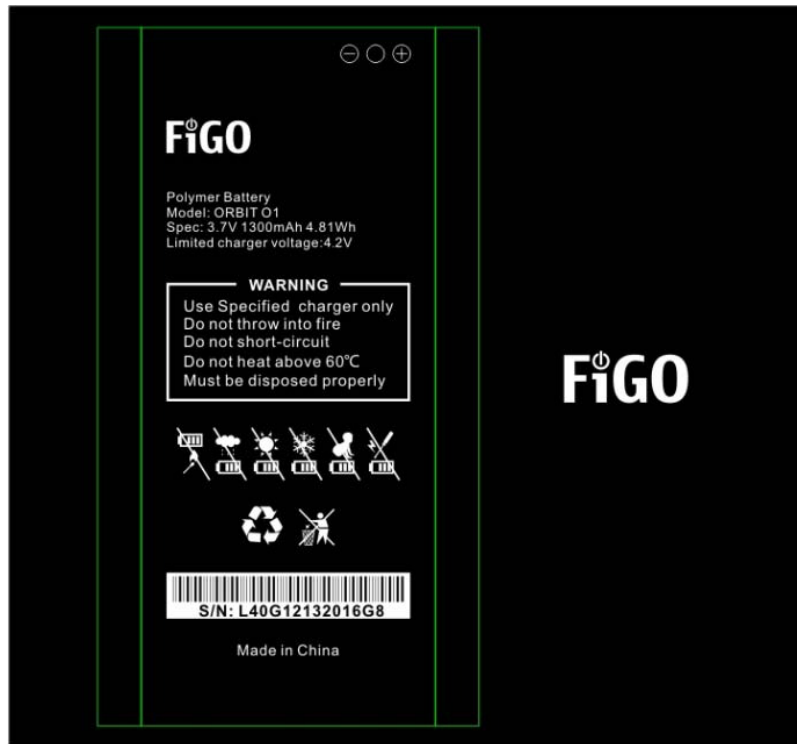 FiGO
Polymer Battery
Model: ORBIT O1
Spec: 3.7V 1300mAh 4.81Wh
Limited charger voltage:4.2V
WARNING
Use Specified charger only
Do not throw into fire
Do not short-circuit
Do not heat above 60℃
Must be disposed properly
S/N: L40G12132016G8
Made in China
FiGO